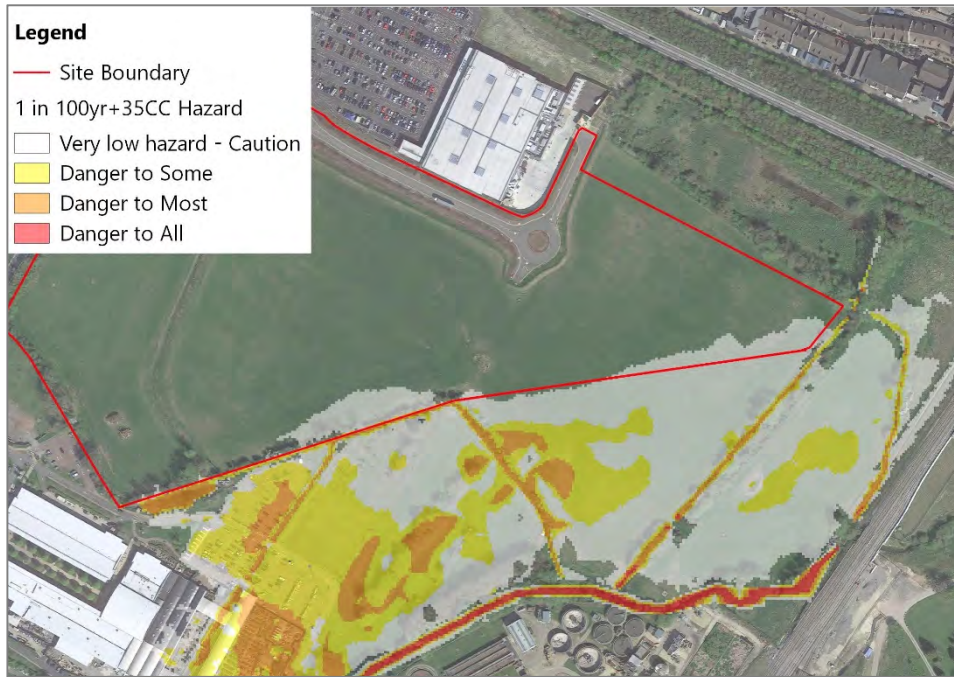 Legend
Site Boundary
1 in 100yr+35CC Hazard
Very low hazard - Caution
Danger to Some
Danger to Most
Danger to All